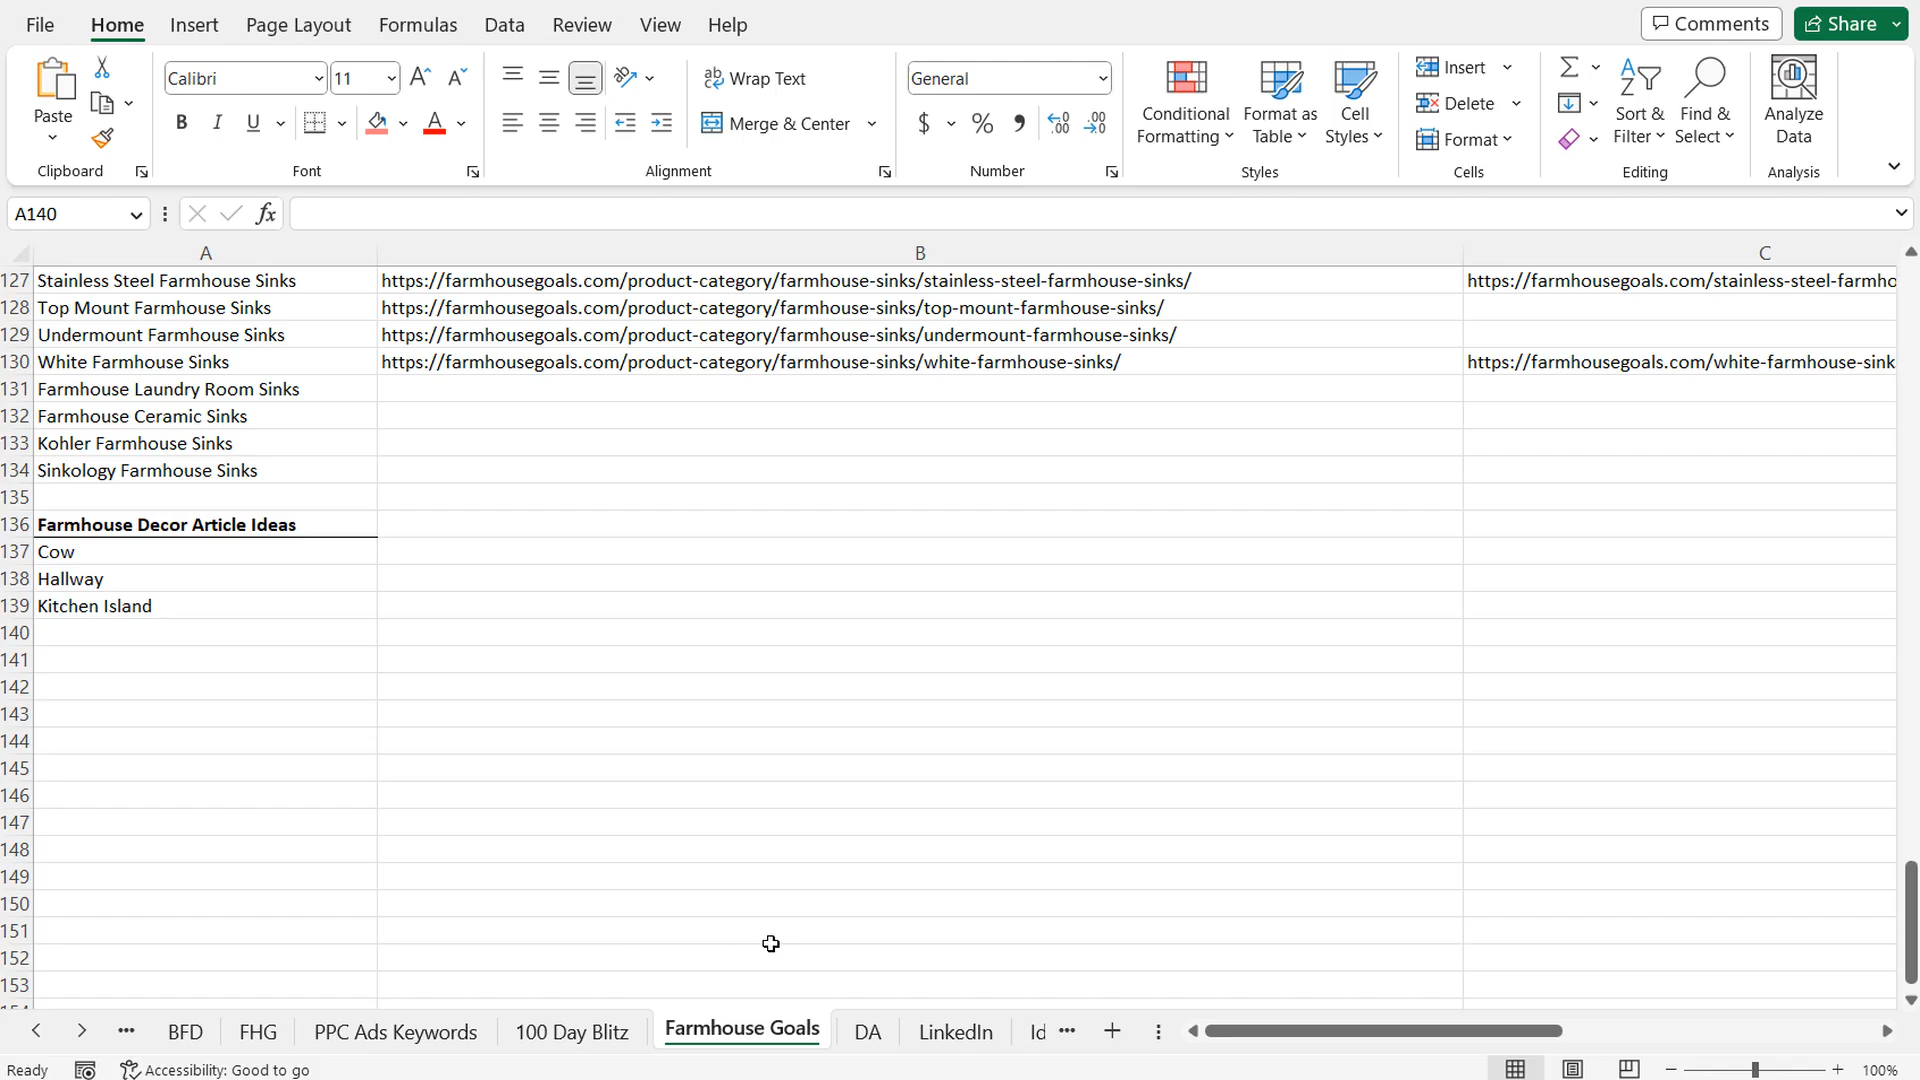 File Home Insert Page Layout Formulas Data Review View Help Comments Share
Paste Calibri 11 Wrap Text General Conditional Formatting Format as Table Cell Styles Insert Sort & Filter Find & Select Analyze Data
B I U Merge & Center $ % Delete
Format
Clipboard Font Alignment Number Styles Cells Editing Analysis
A140 fx
A B C
127 Stainless Steel Farmhouse Sinks https://farmhousegoals.com/product-category/farmhouse-sinks/stainless-steel-farmhouse-sinks/ https://farmhousegoals.com/stainless-steel-farmho
128 Top Mount Farmhouse Sinks https://farmhousegoals.com/product-category/farmhouse-sinks/top-mount-farmhouse-sinks/
129 Undermount Farmhouse Sinks https://farmhousegoals.com/product-category/farmhouse-sinks/undermount-farmhouse-sinks/
130 White Farmhouse Sinks https://farmhousegoals.com/product-category/farmhouse-sinks/white-farmhouse-sinks/ https://farmhousegoals.com/white-farmhouse-sink
131 Farmhouse Laundry Room Sinks
132 Farmhouse Ceramic Sinks
133 Kohler Farmhouse Sinks
134 Sinkology Farmhouse Sinks
135
136 Farmhouse Decor Article Ideas
137 Cow
138 Hallway
139 Kitchen Island
140
141
142
143
144
145
146
147
148
149
150
151
152
153
BFD FHG PPC Ads Keywords 100 Day Blitz Farmhouse Goals DA LinkedIn Id
Ready Accessibility: Good to go 100%